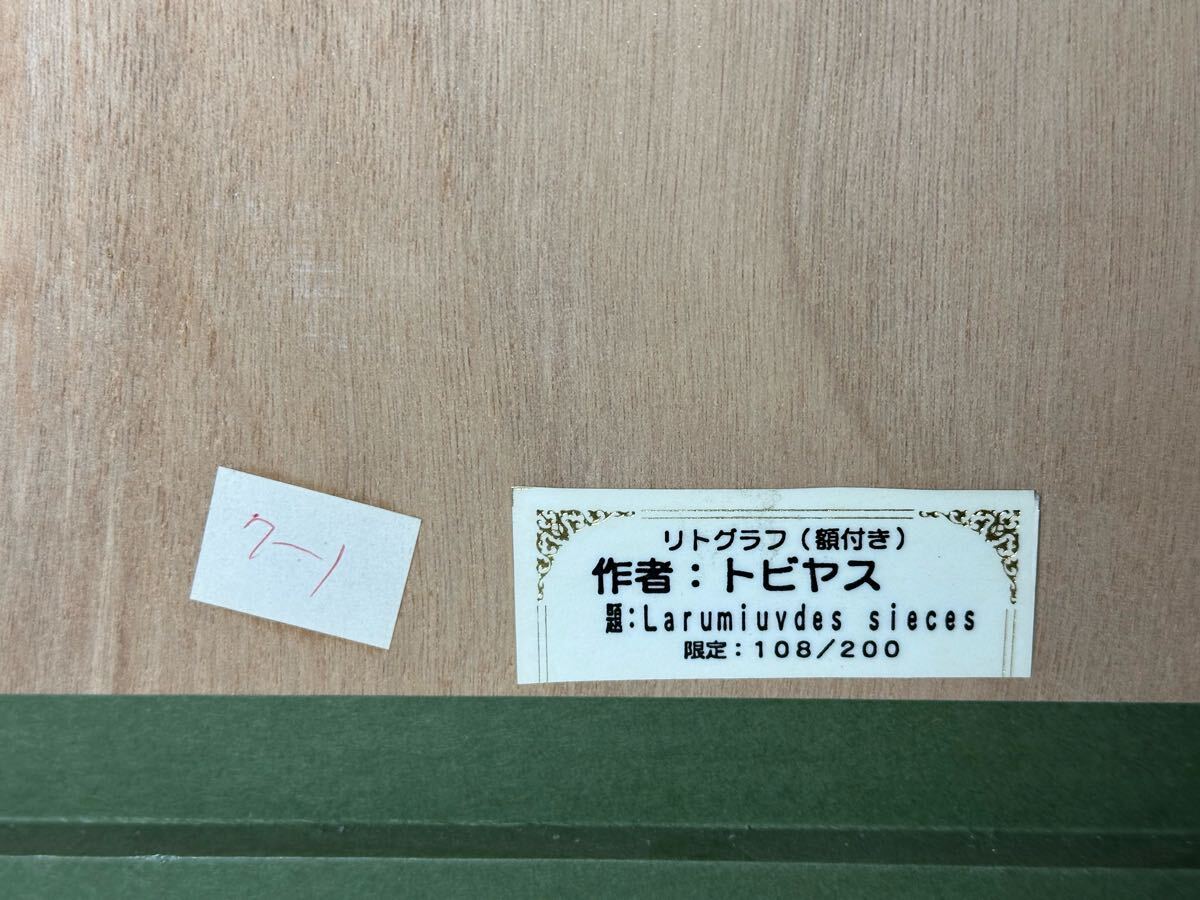 リトグラフ（額付き）
作者：トビヤス
題：Larumiuvdes sieces
限定：108／200
7－1